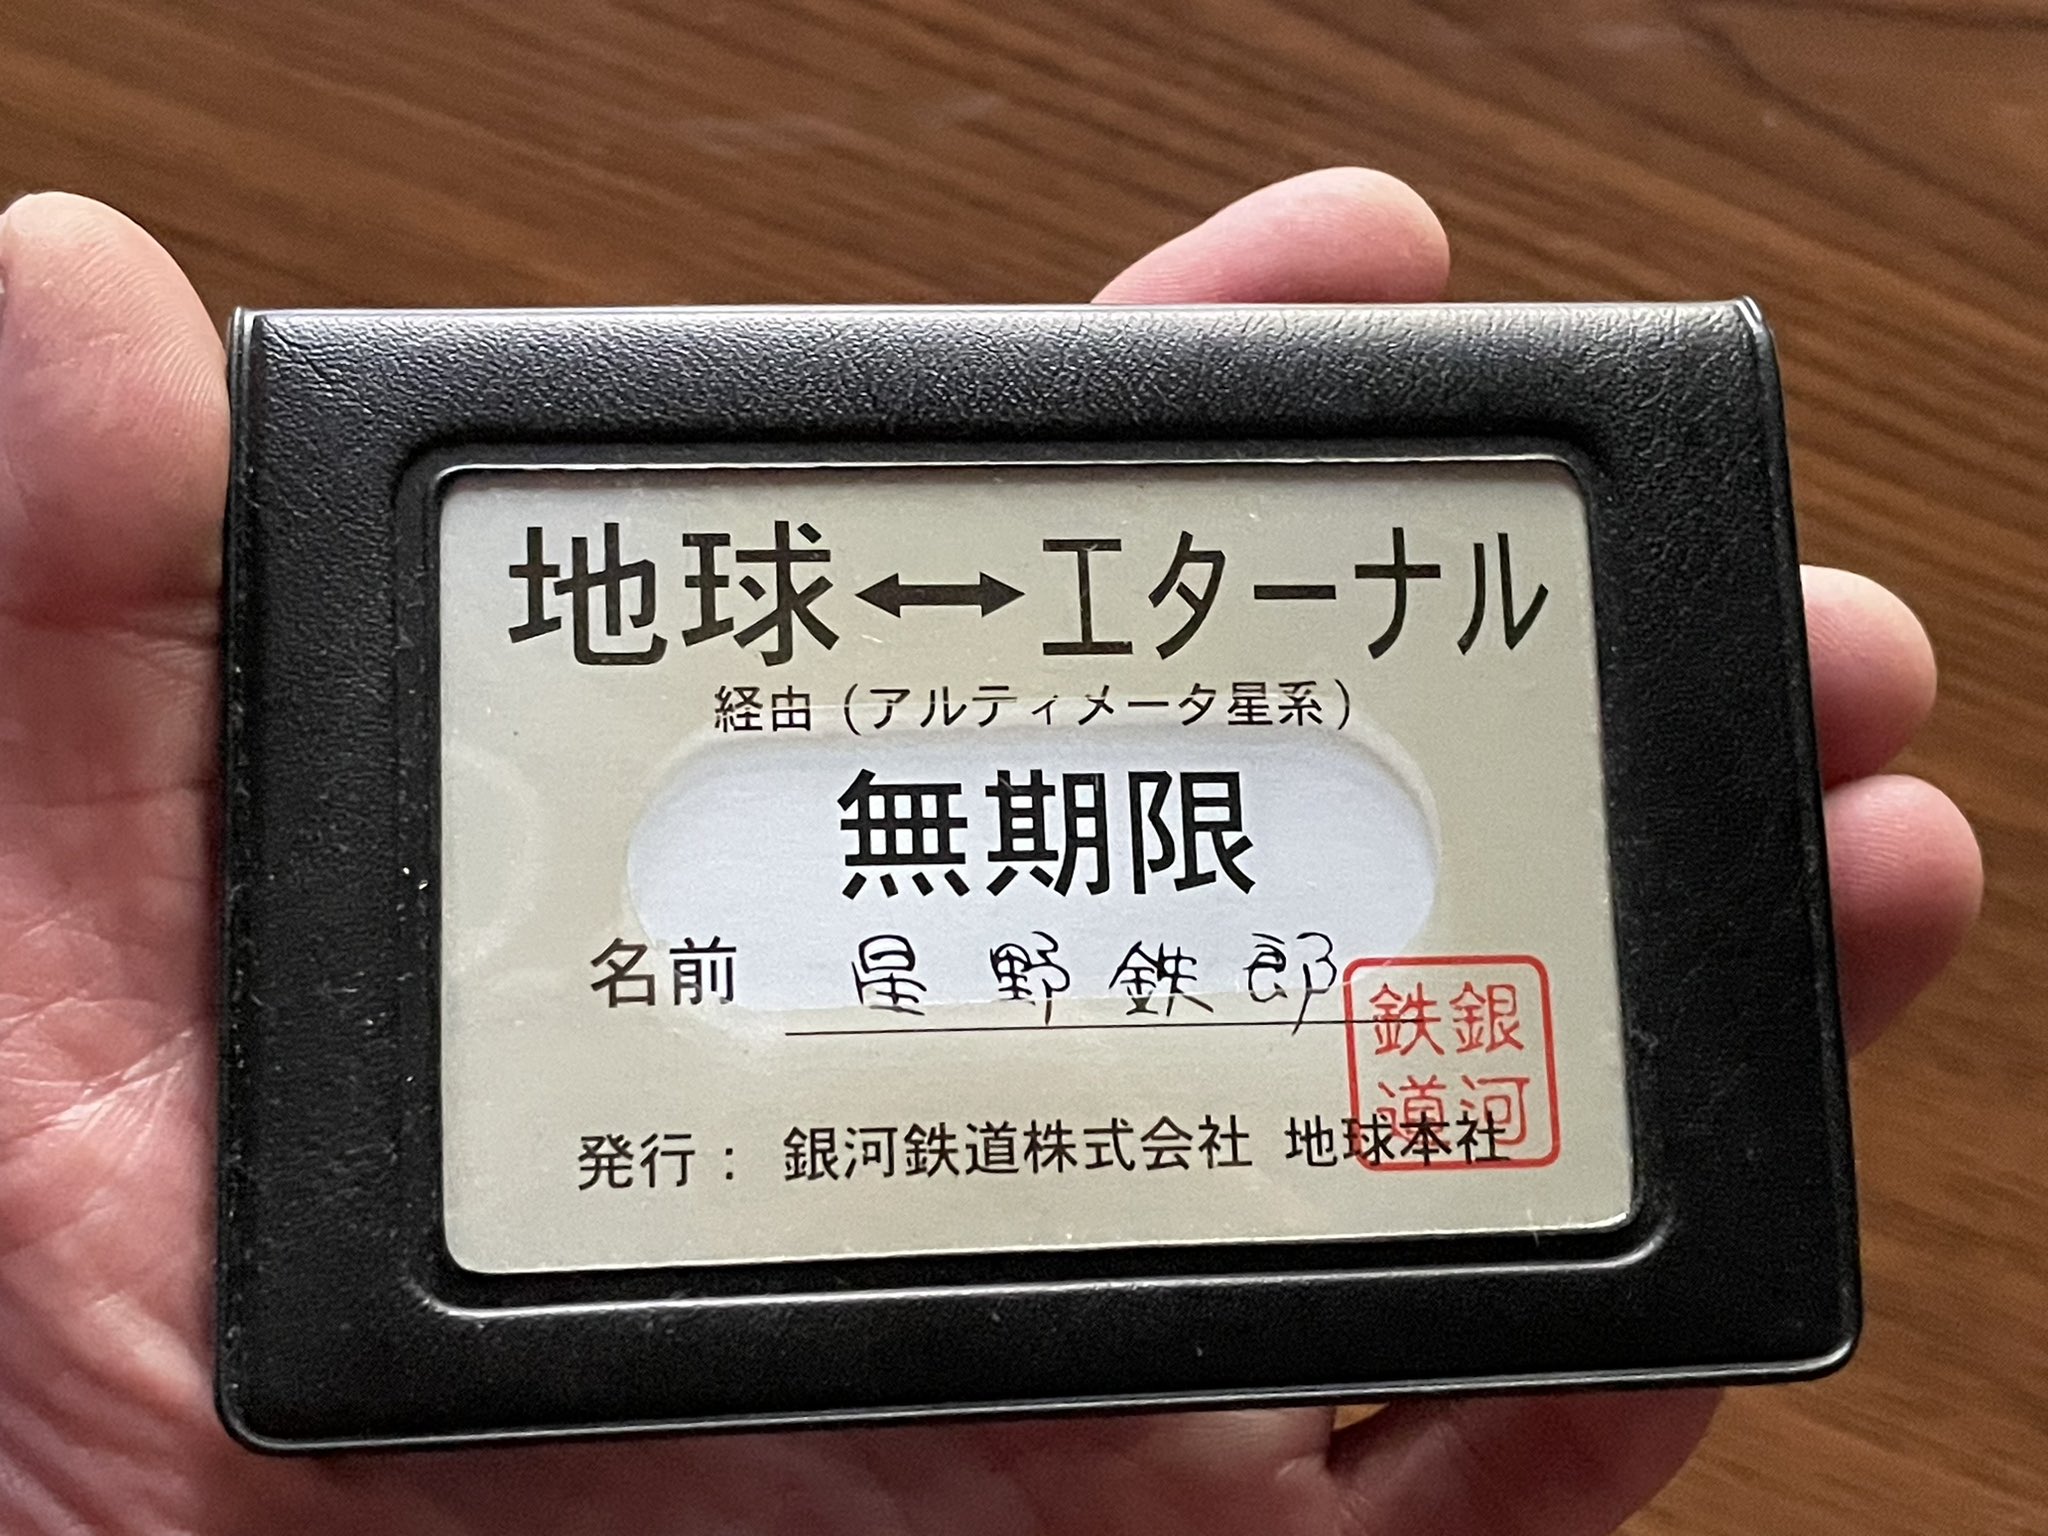 地球↔エターナル
経由(アルティメータ星系)
無期限
名前 星野鉄郎
銀河鉄道
発行: 銀河鉄道株式会社 地球本社